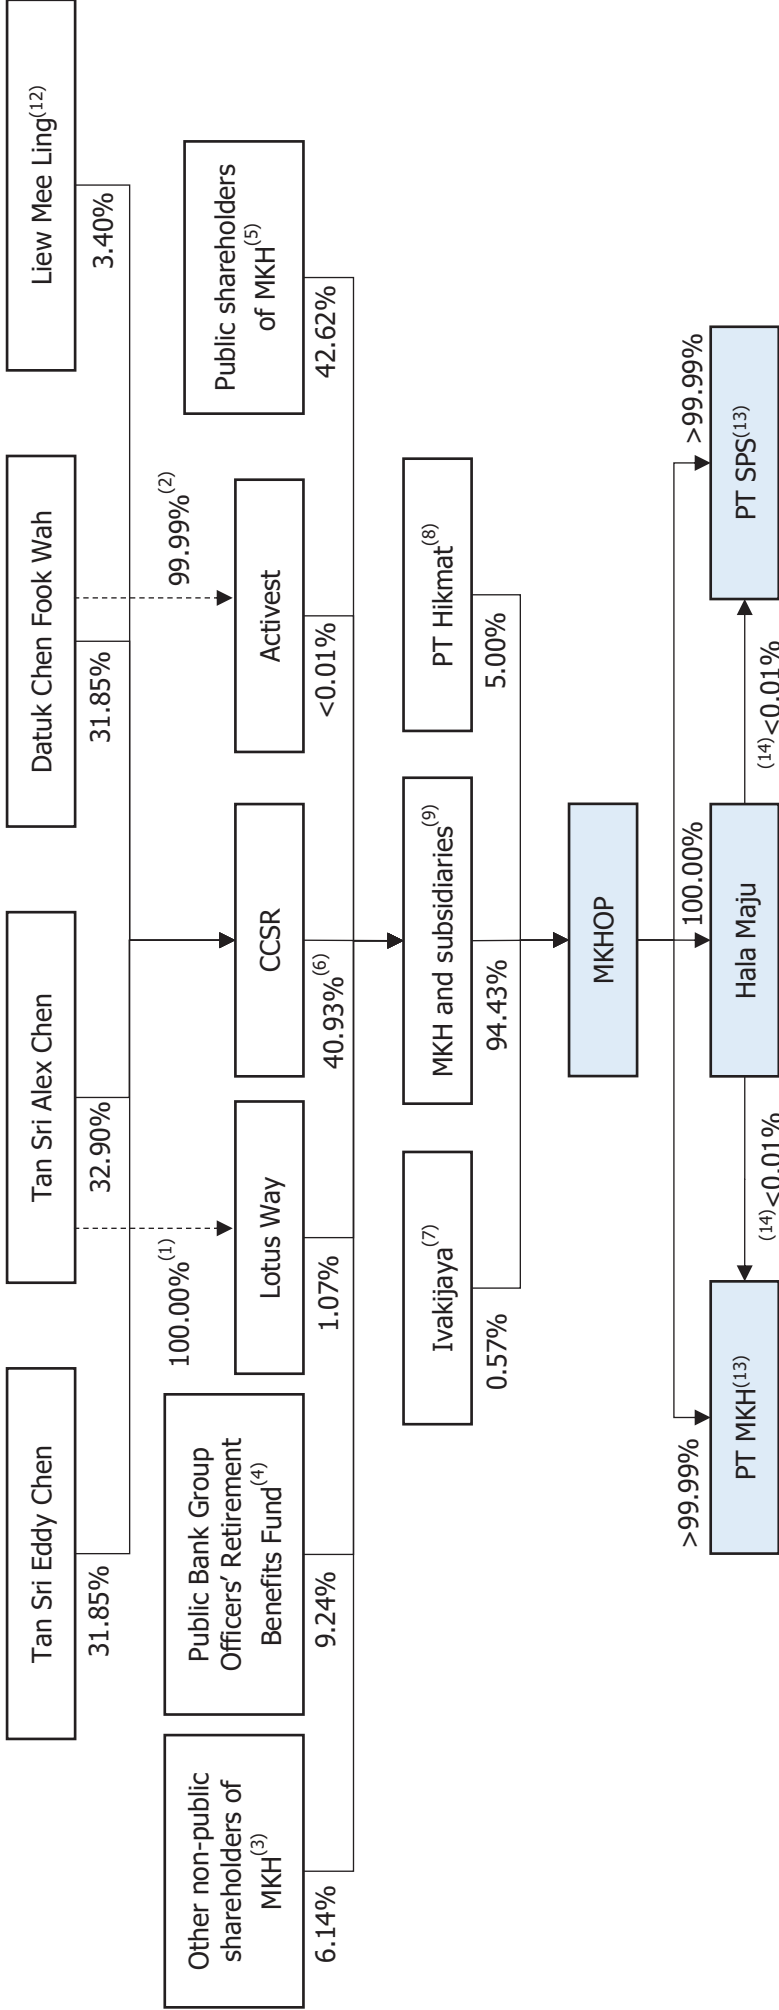 Tan Sri Eddy Chen
Tan Sri Alex Chen
Datuk Chen Fook Wah
Liew Mee Ling(12)
31.85%
32.90%
31.85%
3.40%
100.00%(1)
99.99%(2)
Other non-public
shareholders of
MKH(3)
Public Bank Group
Officers’ Retirement
Benefits Fund(4)
Lotus Way
CCSR
Activest
Public shareholders
of MKH(5)
6.14%
9.24%
1.07%
40.93%(6)
<0.01%
42.62%
Ivakijaya(7)
MKH and subsidiaries(9)
PT Hikmat(8)
0.57%
94.43%
5.00%
MKHOP
>99.99%
100.00%
>99.99%
PT MKH(13)
Hala Maju
PT SPS(13)
(14)<0.01%
(14)<0.01%